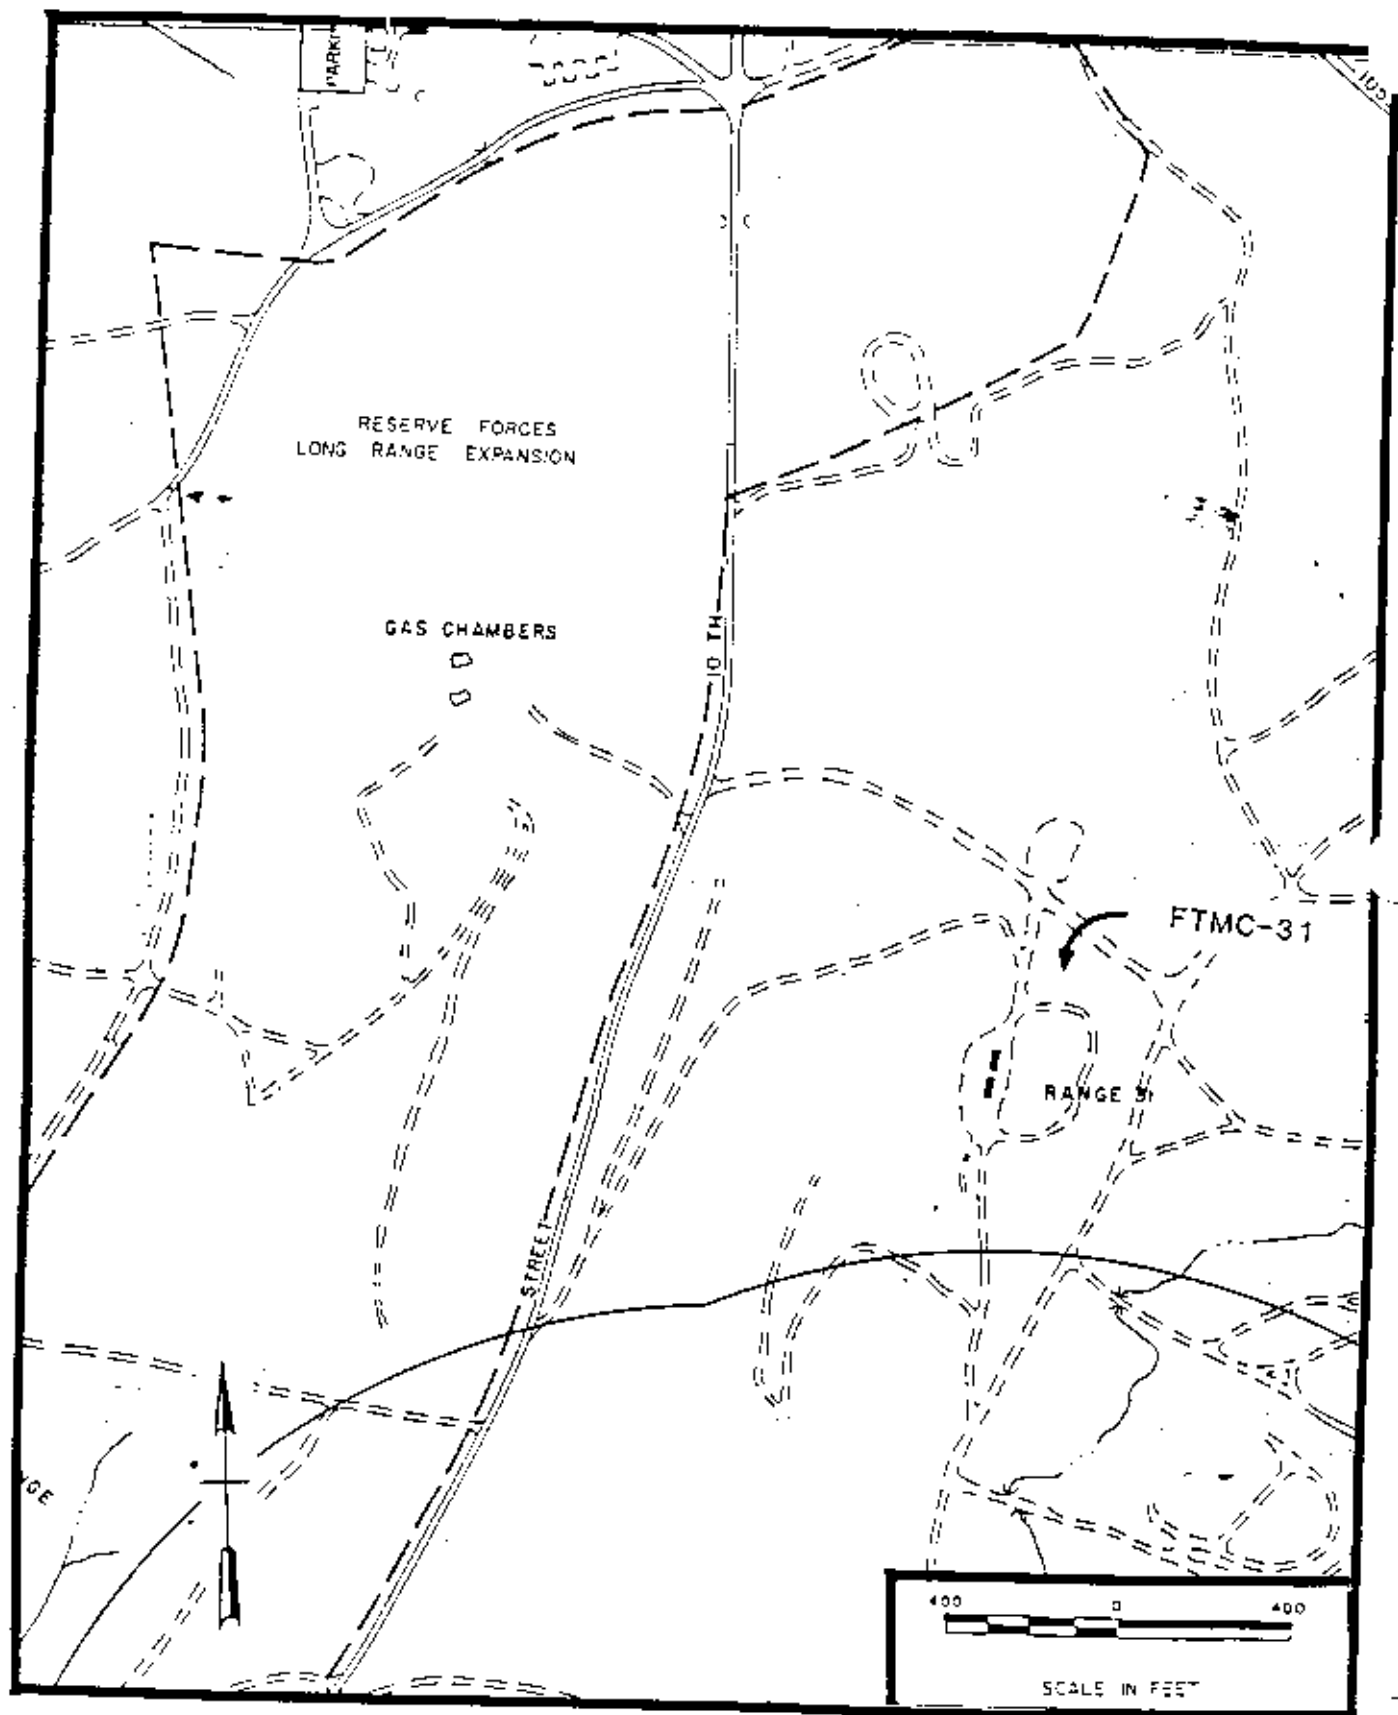 RESERVE FORCES
LONG RANGE EXPANSION
GAS CHAMBERS
10 TH
STREET
FTMC-31
RANGE 31
400 0 400
SCALE IN FEET